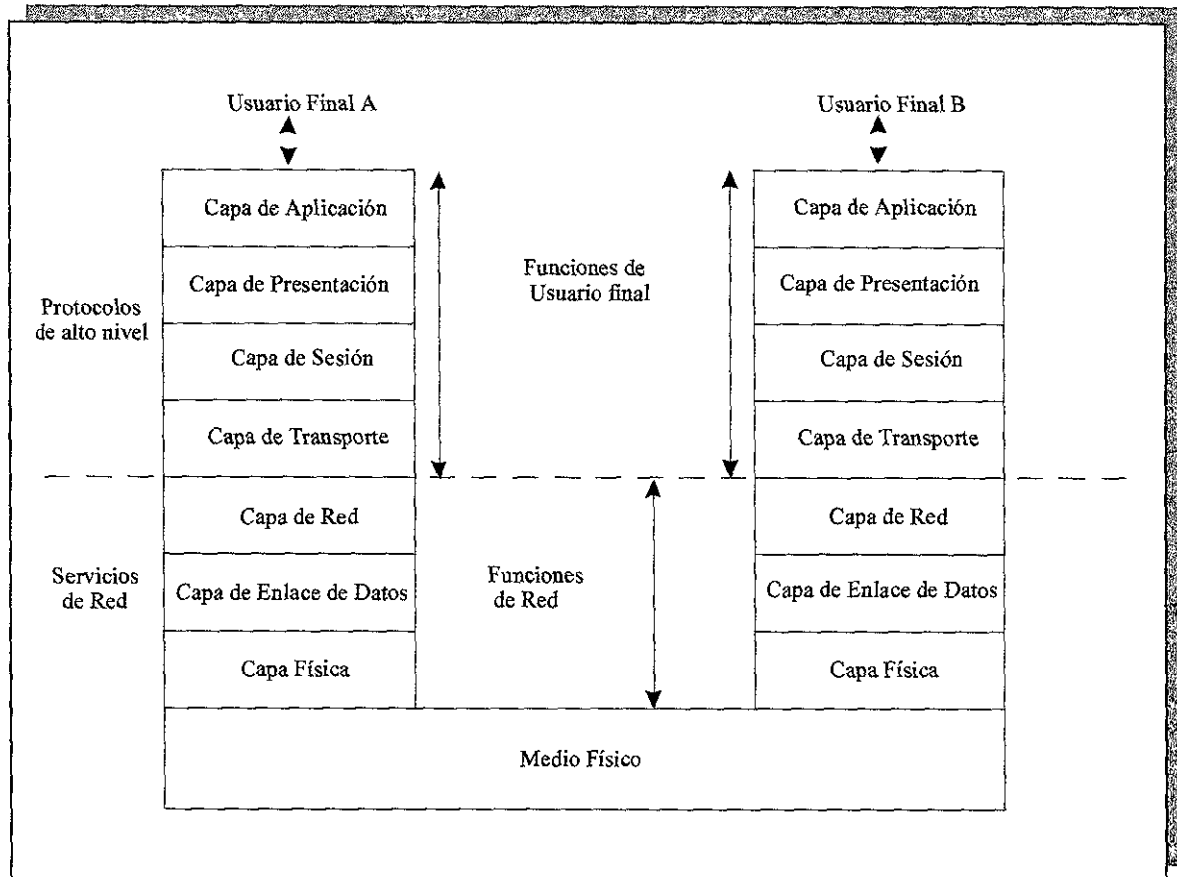 Usuario Final A
Usuario Final B
Capa de Aplicación
Capa de Aplicación
Capa de Presentación
Funciones de
Usuario final
Capa de Presentación
Protocolos
de alto nivel
Capa de Sesión
Capa de Sesión
Capa de Transporte
Capa de Transporte
Capa de Red
Capa de Red
Servicios
de Red
Capa de Enlace de Datos
Funciones
de Red
Capa de Enlace de Datos
Capa Física
Capa Física
Medio Físico